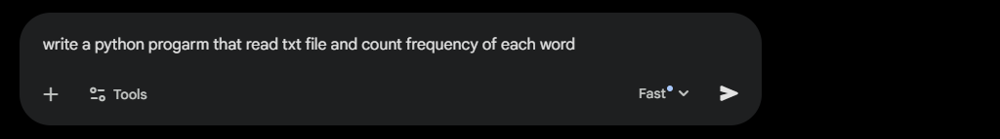 write a python progarm that read txt file and count frequency of each word
Tools
Fast